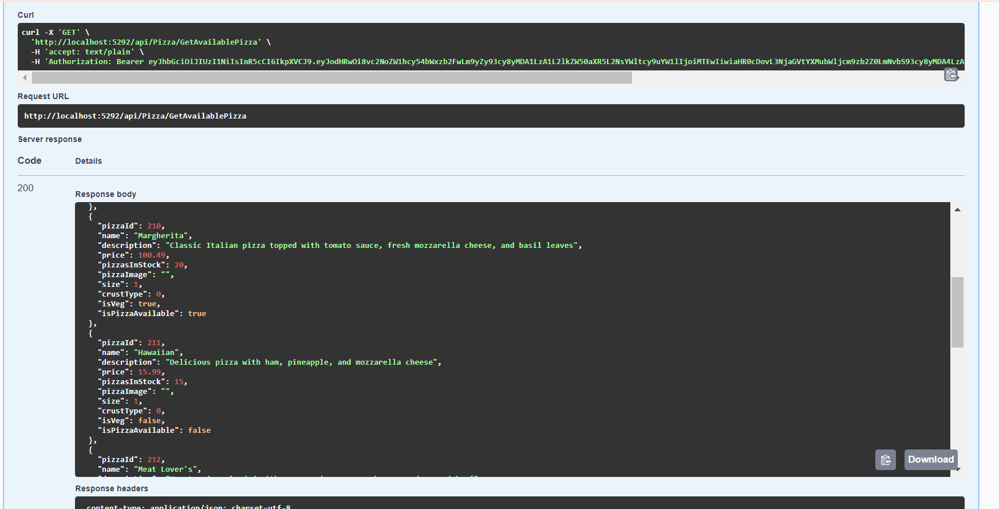 Curl
curl -X 'GET' \
'http://localhost:5292/api/Pizza/GetAvailablePizza' \
-H 'accept: text/plain' \
-H 'Authorization: Bearer eyJhbGciOiJIUzI1NiIsInR5cCI6IkpXVCJ9.eyJodHRwOi8vc2NoZW1hcy54bWxzb2FwLm9yZy93cy8yMDA1LzA1L2lkZW50aXR5L2NsYWltcy9uYW1lIjoiMTEwIiwiaHR0cDovL3NjaGVtYXMubWljcm9zb2Z0LmNvbS93cy8yMDA4LzA
Request URL
http://localhost:5292/api/Pizza/GetAvailablePizza
Server response
Code Details
200
Response body
},
{
"pizzaId": 210,
"name": "Margherita",
"description": "Classic Italian pizza topped with tomato sauce, fresh mozzarella cheese, and basil leaves",
"price": 100.49,
"pizzasInStock": 20,
"pizzaImage": "",
"size": 1,
"crustType": 0,
"isVeg": true,
"isPizzaAvailable": true
},
{
"pizzaId": 211,
"name": "Hawaiian",
"description": "Delicious pizza with ham, pineapple, and mozzarella cheese",
"price": 15.99,
"pizzasInStock": 15,
"pizzaImage": "",
"size": 1,
"crustType": 0,
"isVeg": false,
"isPizzaAvailable": false
},
{
"pizzaId": 212,
"name": "Meat Lover's",
Download
Response headers
content-type: application/json; charset=utf-8